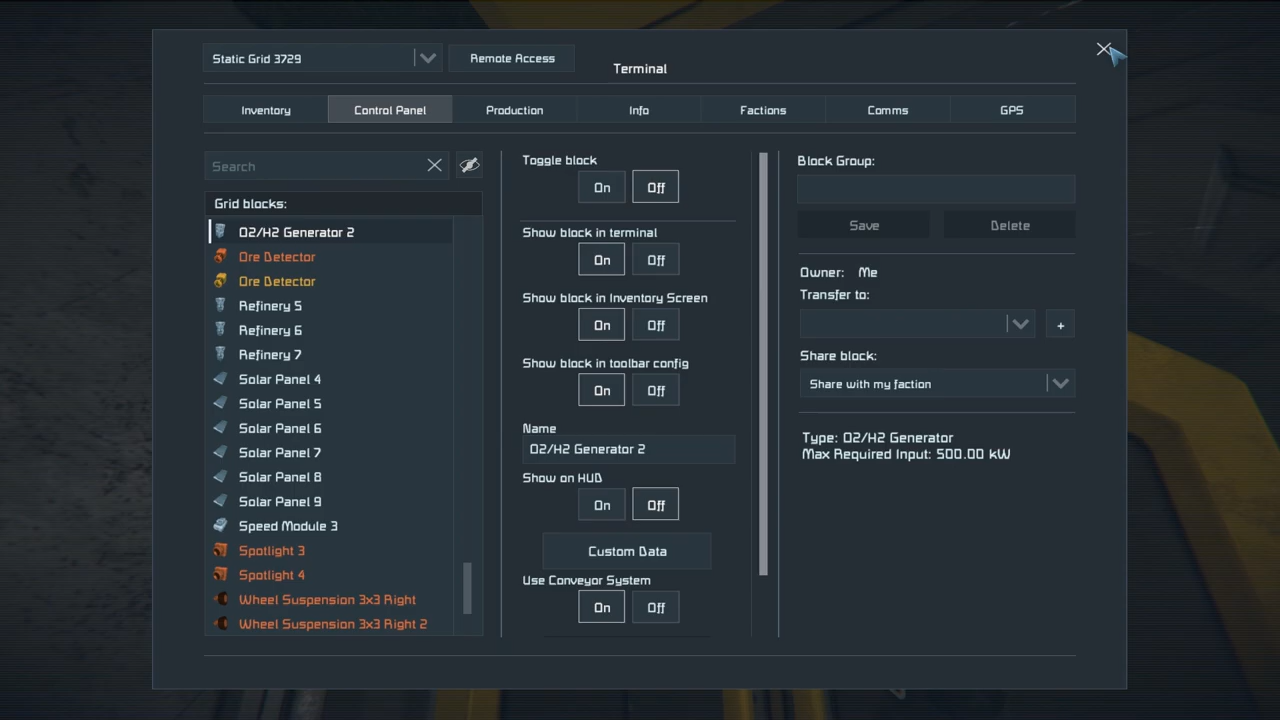 Static Grid 3729
Remote Access
Terminal
Inventory
Control Panel
Production
Info
Factions
Comms
GPS
Search
Grid blocks:
O2/H2 Generator 2
Ore Detector
Ore Detector
Refinery 5
Refinery 6
Refinery 7
Solar Panel 4
Solar Panel 5
Solar Panel 6
Solar Panel 7
Solar Panel 8
Solar Panel 9
Speed Module 3
Spotlight 3
Spotlight 4
Wheel Suspension 3x3 Right
Wheel Suspension 3x3 Right 2
Toggle block
On Off
Show block in terminal
On Off
Show block in Inventory Screen
On Off
Show block in toolbar config
On Off
Name
O2/H2 Generator 2
Show on HUD
On Off
Custom Data
Use Conveyor System
On Off
Block Group:
Save Delete
Owner: Me
Transfer to:
+
Share block:
Share with my faction
Type: O2/H2 Generator
Max Required Input: 500.00 kW